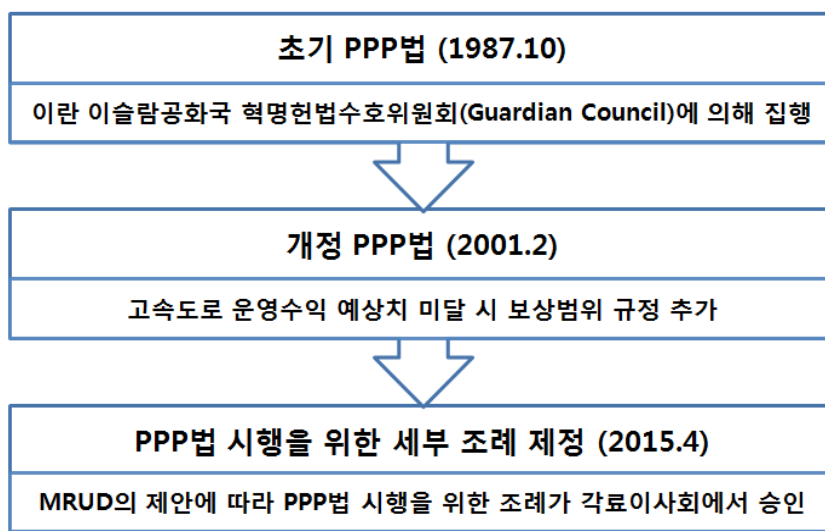 초기 PPP법 (1987.10)
이란 이슬람공화국 혁명헌법수호위원회(Guardian Council)에 의해 집행
개정 PPP법 (2001.2)
고속도로 운영수익 예상치 미달 시 보상범위 규정 추가
PPP법 시행을 위한 세부 조례 제정 (2015.4)
MRUD의 제안에 따라 PPP법 시행을 위한 조례가 각료이사회에서 승인